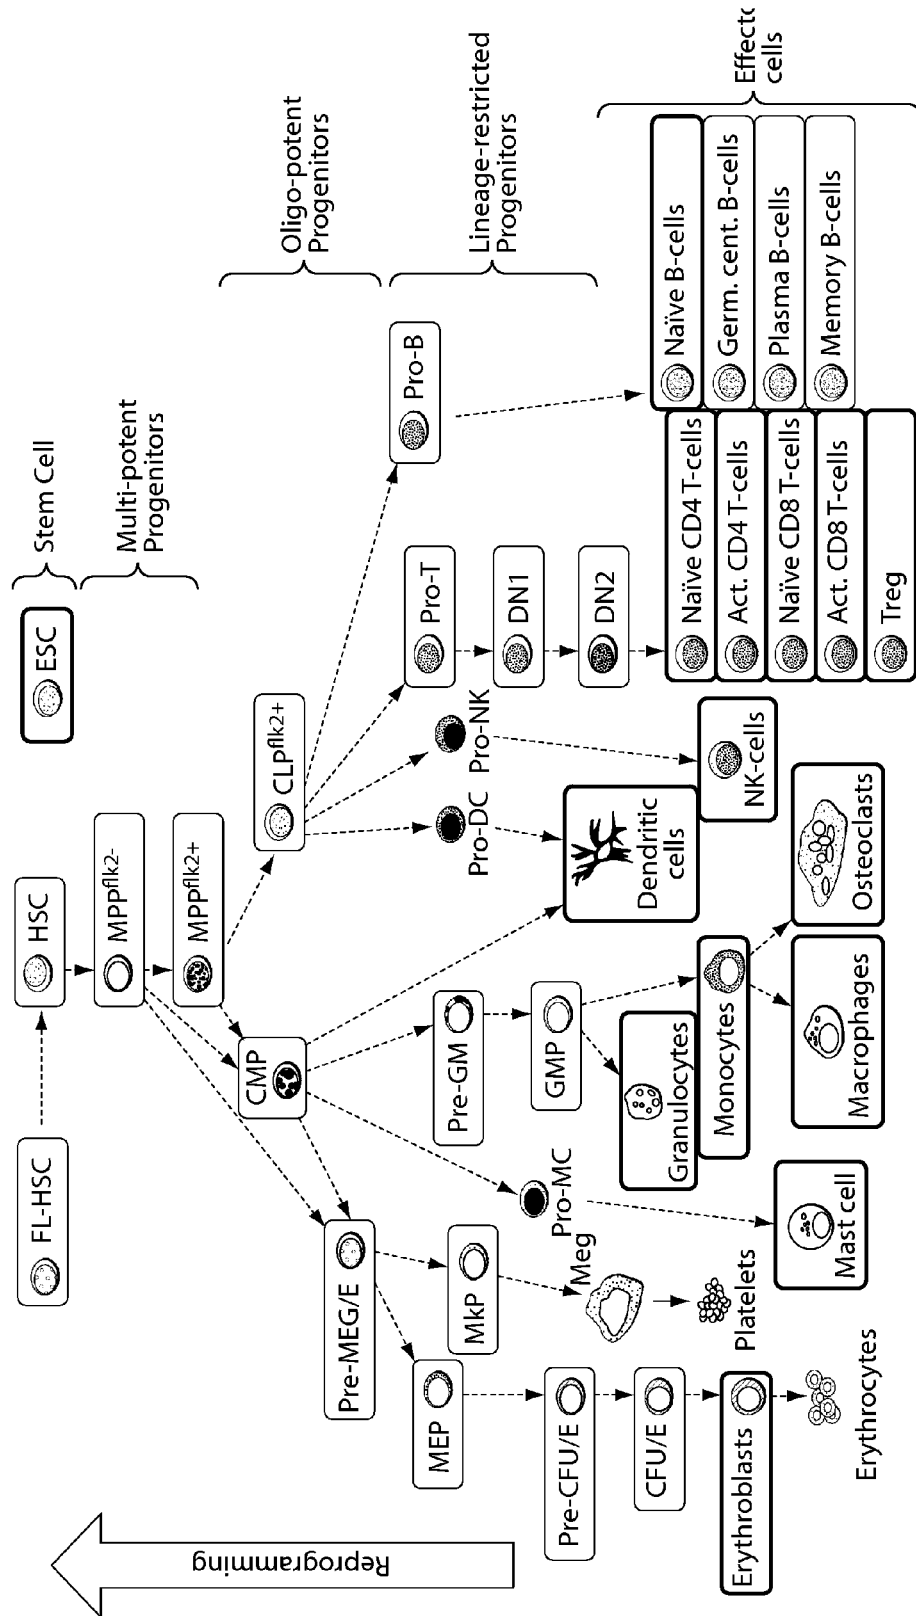 Reprogramming
FL-HSC
HSC
ESC
Stem Cell
MPPflk2-
MPPflk2+
Multi-potent
Progenitors
CMP
CLPflk2+
Pre-MEG/E
Oligo-potent
Progenitors
MEP
MkP
Pro-MC
Pre-GM
GMP
Pro-DC
Pro-NK
Pro-T
DN1
DN2
Pro-B
Lineage-restricted
Progenitors
Pre-CFU/E
CFU/E
Erythroblasts
Erythrocytes
Meg
Platelets
Mast cell
Granulocytes
Monocytes
Macrophages
Osteoclasts
Dendritic
cells
NK-cells
Naïve CD4 T-cells
Act. CD4 T-cells
Naïve CD8 T-cells
Act. CD8 T-cells
Treg
Naïve B-cells
Germ. cent. B-cells
Plasma B-cells
Memory B-cells
Effect
cells